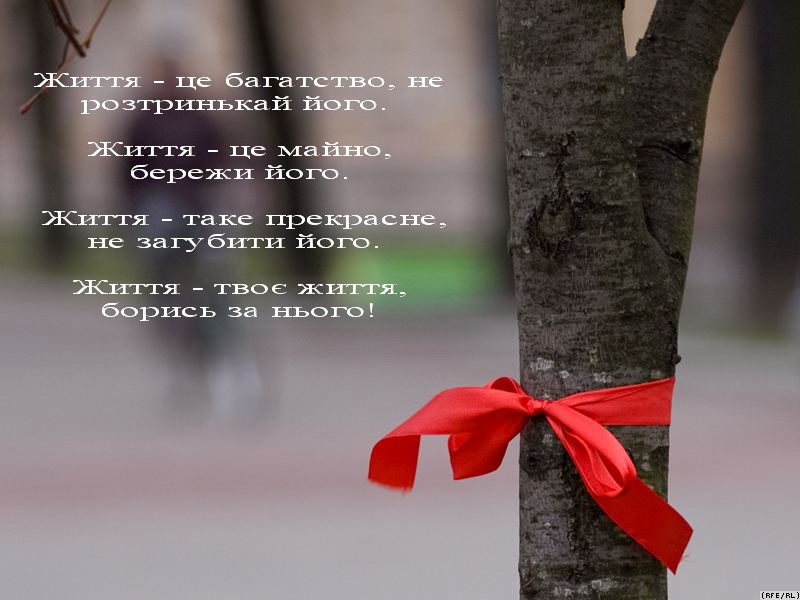 Життя - це багатство, не
розтринькай його.
Життя - це майно,
бережи його.
Життя - таке прекрасне,
не загубити його.
Життя - твоє життя,
борись за нього!
(RFE/RL)